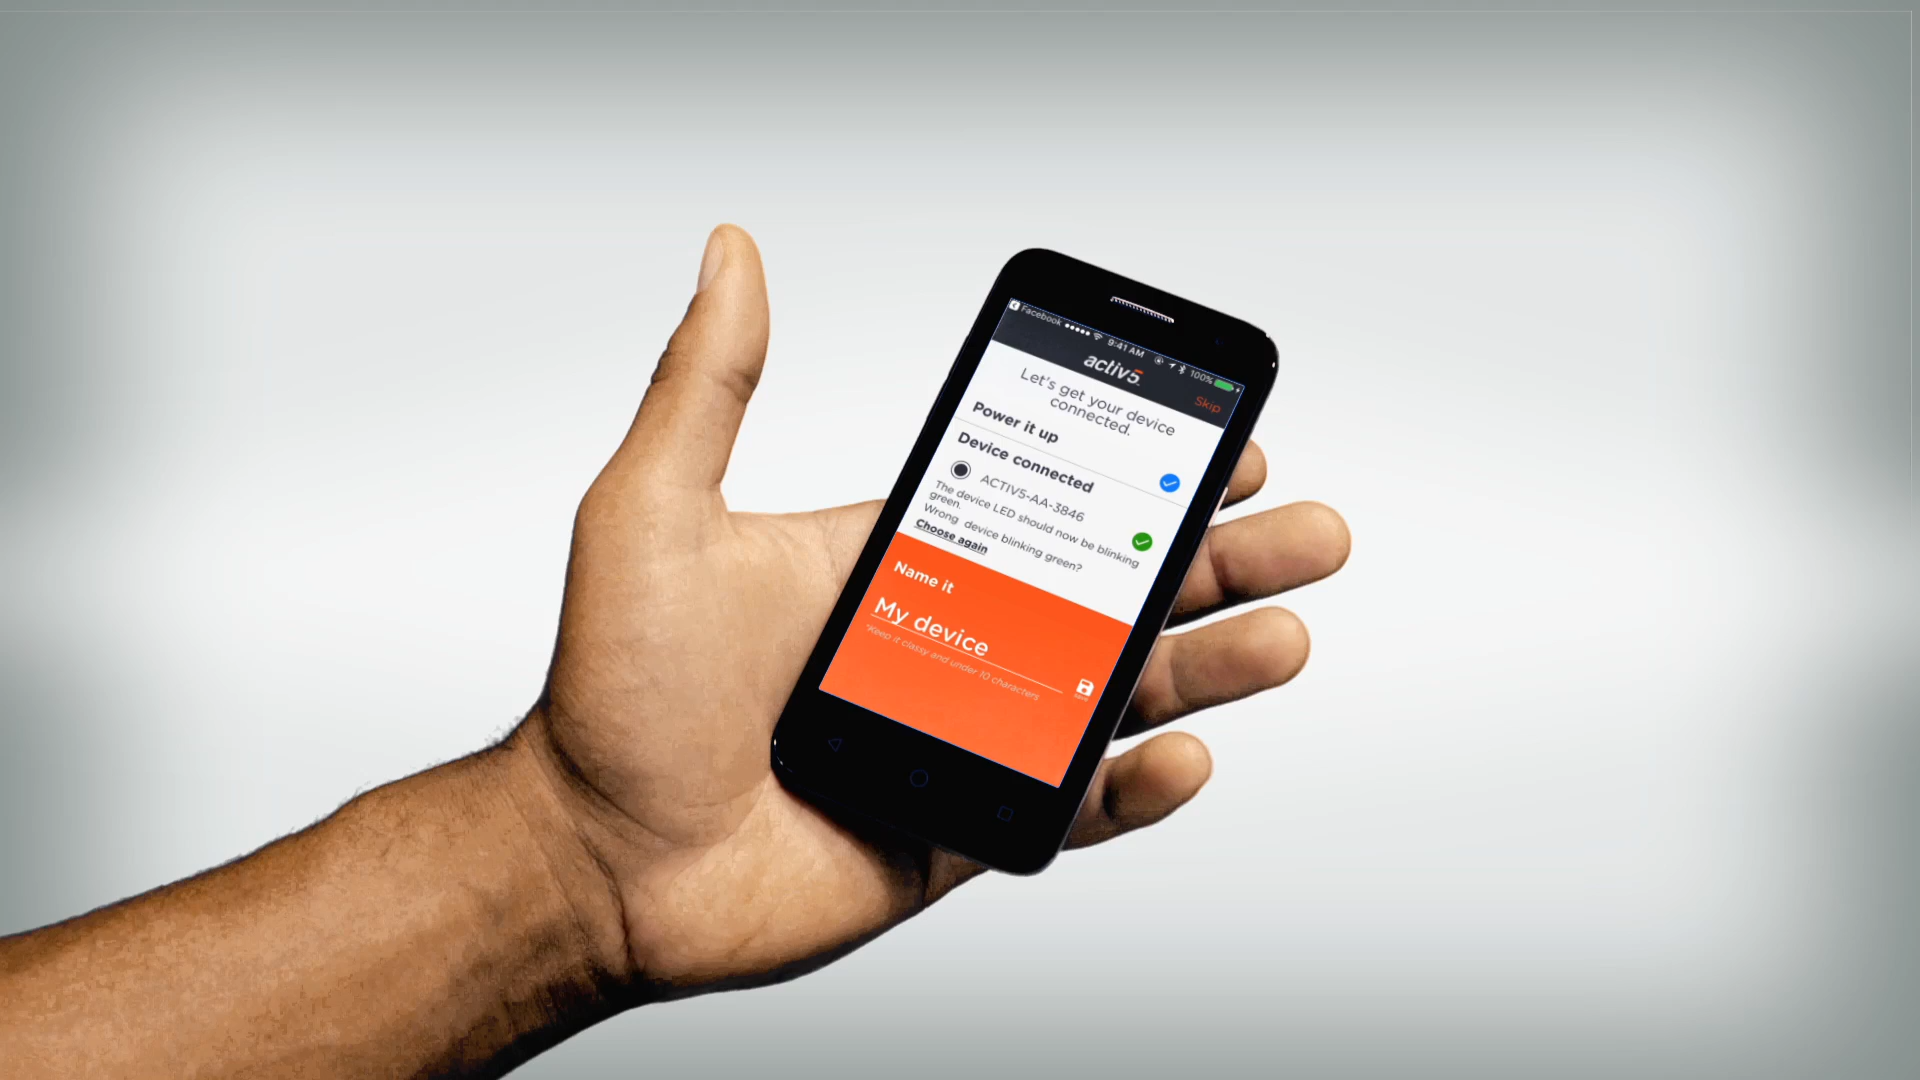 Facebook 9:41 AM 100%
activ5
Skip
Let's get your device
connected.
Power it up
Device connected
ACTIV5-AA-3846
The device LED should now be blinking
green.
Wrong device blinking green?
Choose again
Name it
My device
*Keep it classy and under 10 characters